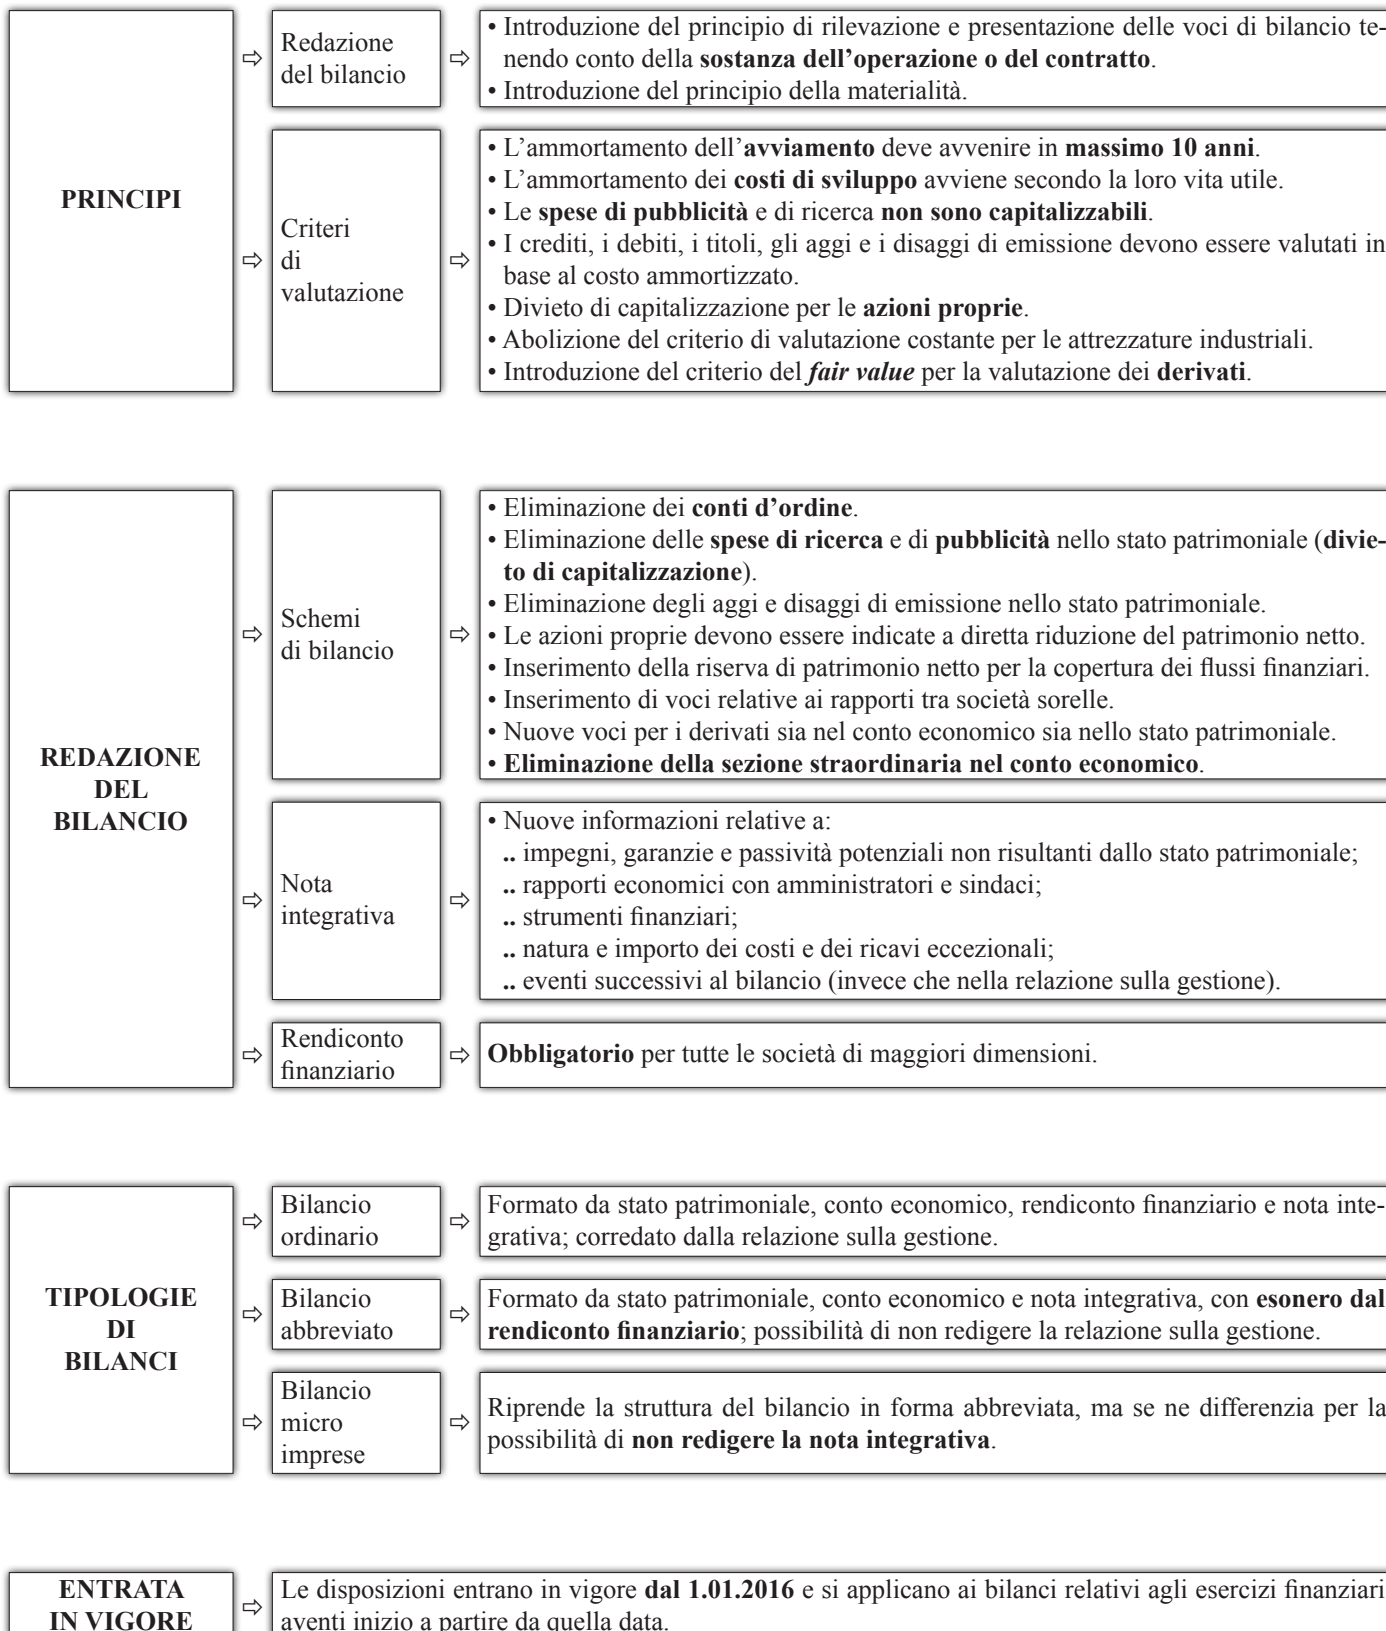 PRINCIPI
Redazione
del bilancio
• Introduzione del principio di rilevazione e presentazione delle voci di bilancio te-
nendo conto della sostanza dell’operazione o del contratto.
• Introduzione del principio della materialità.
Criteri
di
valutazione
• L’ammortamento dell’avviamento deve avvenire in massimo 10 anni.
• L’ammortamento dei costi di sviluppo avviene secondo la loro vita utile.
• Le spese di pubblicità e di ricerca non sono capitalizzabili.
• I crediti, i debiti, i titoli, gli aggi e i disaggi di emissione devono essere valutati in
base al costo ammortizzato.
• Divieto di capitalizzazione per le azioni proprie.
• Abolizione del criterio di valutazione costante per le attrezzature industriali.
• Introduzione del criterio del fair value per la valutazione dei derivati.
REDAZIONE
DEL
BILANCIO
Schemi
di bilancio
• Eliminazione dei conti d’ordine.
• Eliminazione delle spese di ricerca e di pubblicità nello stato patrimoniale (divie-
to di capitalizzazione).
• Eliminazione degli aggi e disaggi di emissione nello stato patrimoniale.
• Le azioni proprie devono essere indicate a diretta riduzione del patrimonio netto.
• Inserimento della riserva di patrimonio netto per la copertura dei flussi finanziari.
• Inserimento di voci relative ai rapporti tra società sorelle.
• Nuove voci per i derivati sia nel conto economico sia nello stato patrimoniale.
• Eliminazione della sezione straordinaria nel conto economico.
Nota
integrativa
• Nuove informazioni relative a:
.. impegni, garanzie e passività potenziali non risultanti dallo stato patrimoniale;
.. rapporti economici con amministratori e sindaci;
.. strumenti finanziari;
.. natura e importo dei costi e dei ricavi eccezionali;
.. eventi successivi al bilancio (invece che nella relazione sulla gestione).
Rendiconto
finanziario
Obbligatorio per tutte le società di maggiori dimensioni.
TIPOLOGIE
DI
BILANCI
Bilancio
ordinario
Formato da stato patrimoniale, conto economico, rendiconto finanziario e nota inte-
grativa; corredato dalla relazione sulla gestione.
Bilancio
abbreviato
Formato da stato patrimoniale, conto economico e nota integrativa, con esonero dal
rendiconto finanziario; possibilità di non redigere la relazione sulla gestione.
Bilancio
micro
imprese
Riprende la struttura del bilancio in forma abbreviata, ma se ne differenzia per la
possibilità di non redigere la nota integrativa.
ENTRATA
IN VIGORE
Le disposizioni entrano in vigore dal 1.01.2016 e si applicano ai bilanci relativi agli esercizi finanziari
aventi inizio a partire da quella data.